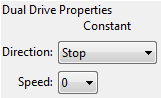 Dual Drive Properties
Constant
Direction: Stop
Speed: 0